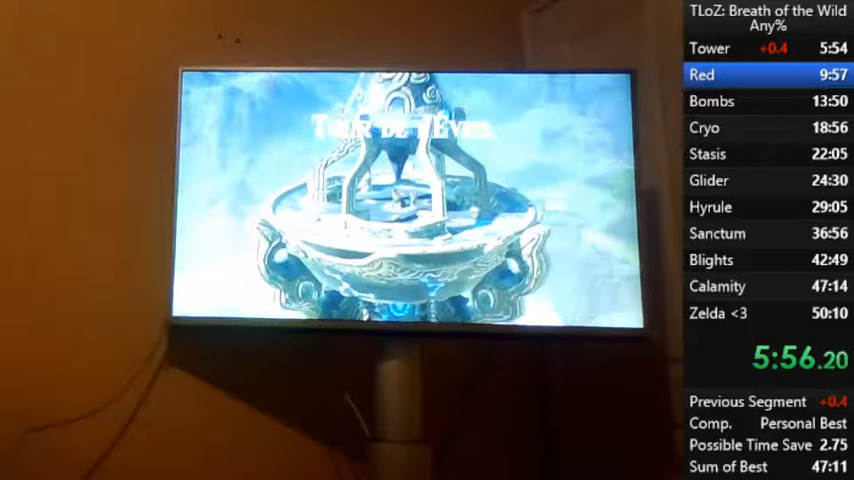 Tour de l'Éveil
TLoZ: Breath of the Wild
Any%
Tower +0.4 5:54
Red 9:57
Bombs 13:50
Cryo 18:56
Stasis 22:05
Glider 24:30
Hyrule 29:05
Sanctum 36:56
Blights 42:49
Calamity 47:14
Zelda <3 50:10
5:56.20
Previous Segment +0.4
Comp. Personal Best
Possible Time Save 2.75
Sum of Best 47:11